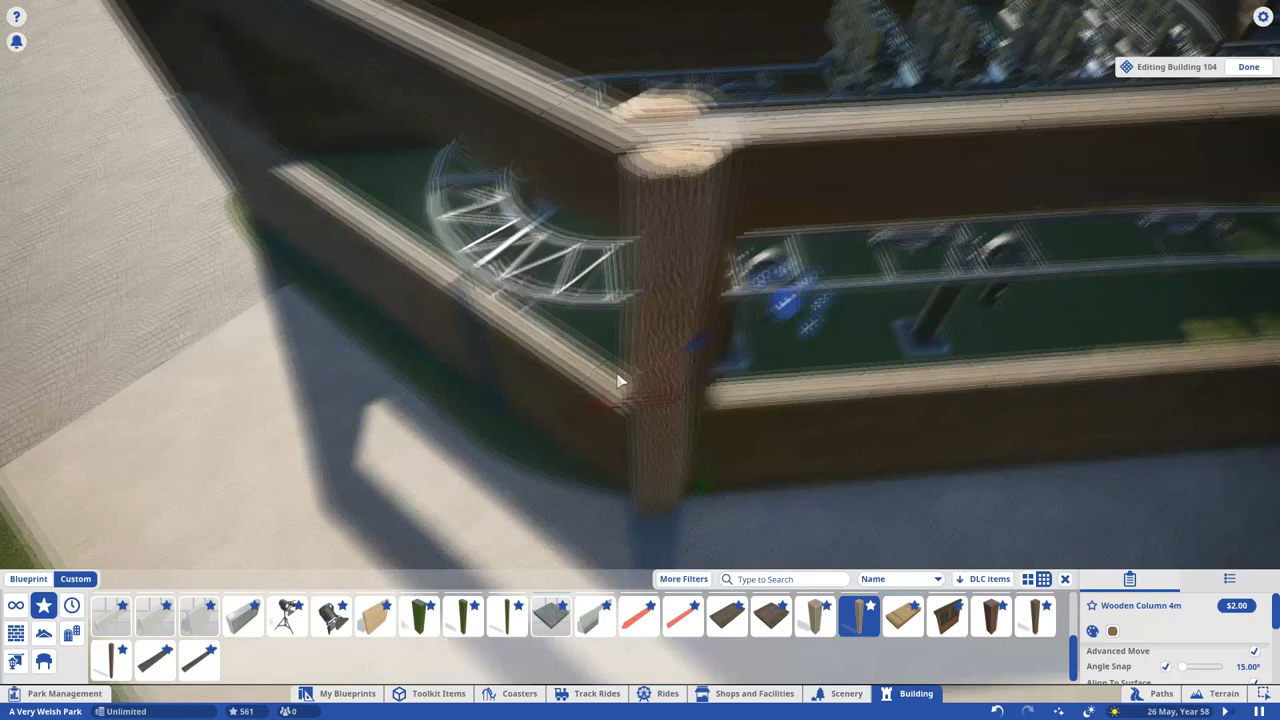 Editing Building 104 Done
Blueprint Custom More Filters Type to Search Name DLC items
Wooden Column 4m $2.00
Advanced Move
Angle Snap 15.00°
Park Management My Blueprints Toolkit Items Coasters Track Rides Rides Shops and Facilities Scenery Building Paths Terrain
A Very Welsh Park Unlimited 561 0 26 May, Year 58